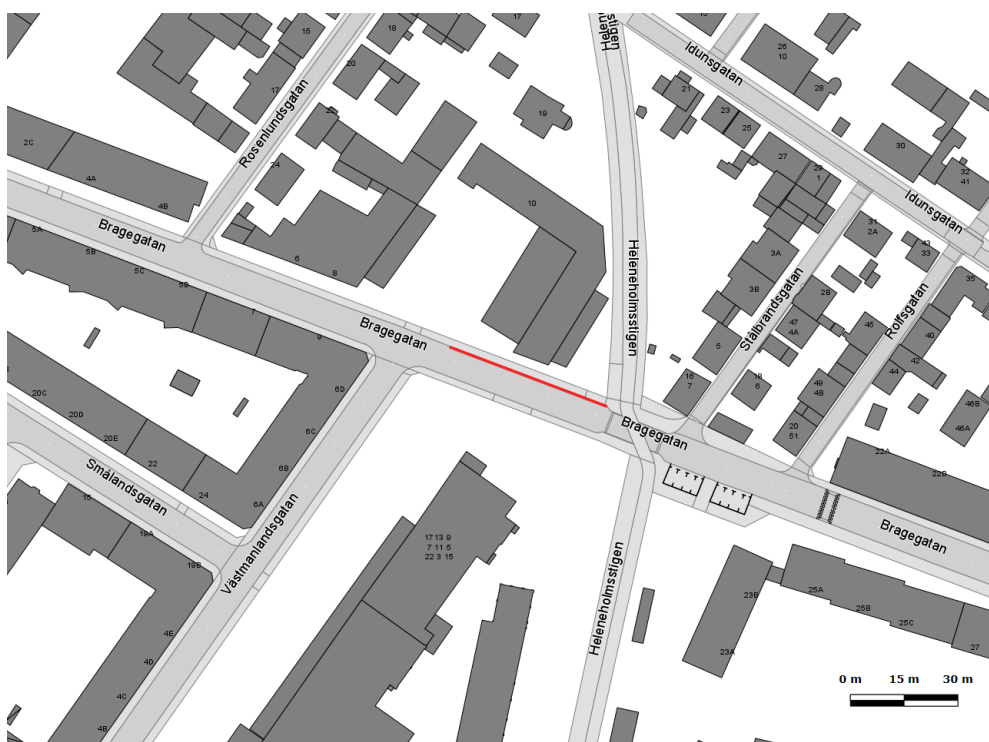 17
18
15
Heleneholmsstigen
Idunsgatan
26
10
20
28
17
21
22
23
19
25
Rosenlundsgatan
2C
27
30
29
1
24
32
41
4A
10
4B
Idunsgatan
31
2A
5A
Bragegatan
43
33
5B
3A
Heleneholmsstigen
6
5C
8
35
5D
3B
2B
Stålbrandsgatan
Rolfsgatan
7
47
4A
45
Bragegatan
40
9
5
42
16
7
18
6
44
6D
49
4B
20C
46B
20D
Bragegatan
20
51
46A
6C
20E
22A
22
6B
22B
Smålandsgatan
24
15
6A
Bragegatan
19A
17 13 9
7 11 5
22 3 15
Västmanlandsgatan
Heleneholmsstigen
19B
25A
23B
25B
25C
4E
27
23A
4D
0 m 15 m 30 m
4C
4B